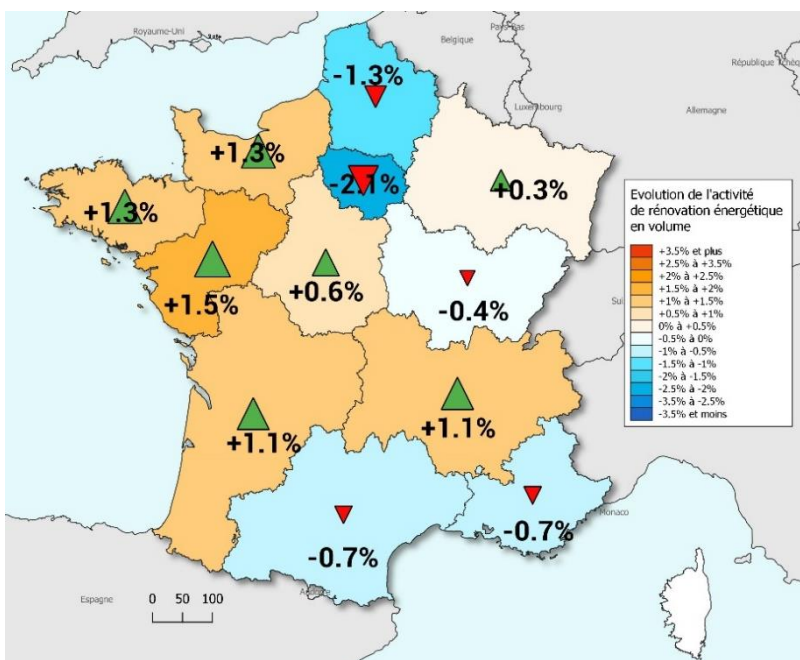 Royaume-Uni
Belgique
Pays-Bas
République Tchèq
-1.3%
Luxembourg
Allemagne
+1.3%
-2.1%
+0.3%
+1.3%
+1.5%
+0.6%
-0.4%
Sui
+1.1%
+1.1%
-0.7%
-0.7%
Monaco
Espagne
0 50 100
Evolution de l'activité
de rénovation énergétique
en volume
+3.5% et plus
+2.5% à +3.5%
+2% à +2.5%
+1.5% à +2%
+1% à +1.5%
+0.5% à +1%
0% à +0.5%
-0.5% à 0%
-1% à -0.5%
-1.5% à -1%
-2% à -1.5%
-2.5% à -2%
-3.5% à -2.5%
-3.5% et moins